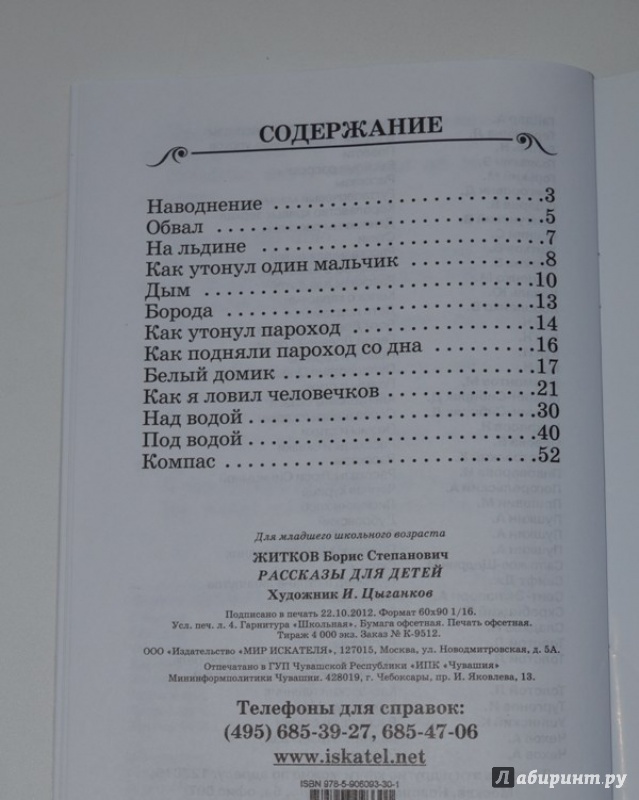 СОДЕРЖАНИЕ
Наводнение ........................ 3
Обвал ........................ 5
На льдине ........................ 7
Как утонул один мальчик ........................ 8
Дым ........................ 10
Борода ........................ 13
Как утонул пароход ........................ 14
Как подняли пароход со дна ........................ 16
Белый домик ........................ 17
Как я ловил человечков ........................ 21
Над водой ........................ 30
Под водой ........................ 40
Компас ........................ 52
Для младшего школьного возраста
ЖИТКОВ Борис Степанович
РАССКАЗЫ ДЛЯ ДЕТЕЙ
Художник И. Цыганков
Подписано в печать 22.10.2012. Формат 60x90 1/16.
Усл. печ. л. 4. Гарнитура «Школьная». Бумага офсетная. Печать офсетная.
Тираж 4 000 экз. Заказ № К-9512.
ООО «Издательство «МИР ИСКАТЕЛЯ», 127015, Москва, ул. Новодмитровская, д. 5А.
Отпечатано в ГУП Чувашской Республики «ИПК «Чувашия»
Мининформполитики Чувашии. 428019, г. Чебоксары, пр. И. Яковлева, 13.
Телефоны для справок:
(495) 685-39-27, 685-47-06
www.iskatel.net
ISBN 978-5-906093-30-1
Лабиринт.ру